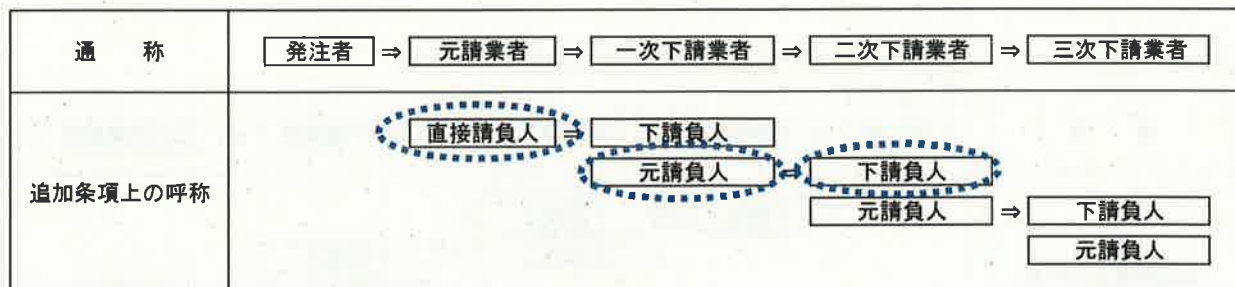 通　称
発注者 ⇒ 元請業者 ⇒ 一次下請業者 ⇒ 二次下請業者 ⇒ 三次下請業者
追加条項上の呼称
直接請負人 ⇒ 下請負人
元請負人 ⇒ 下請負人
元請負人 ⇒ 下請負人
元請負人